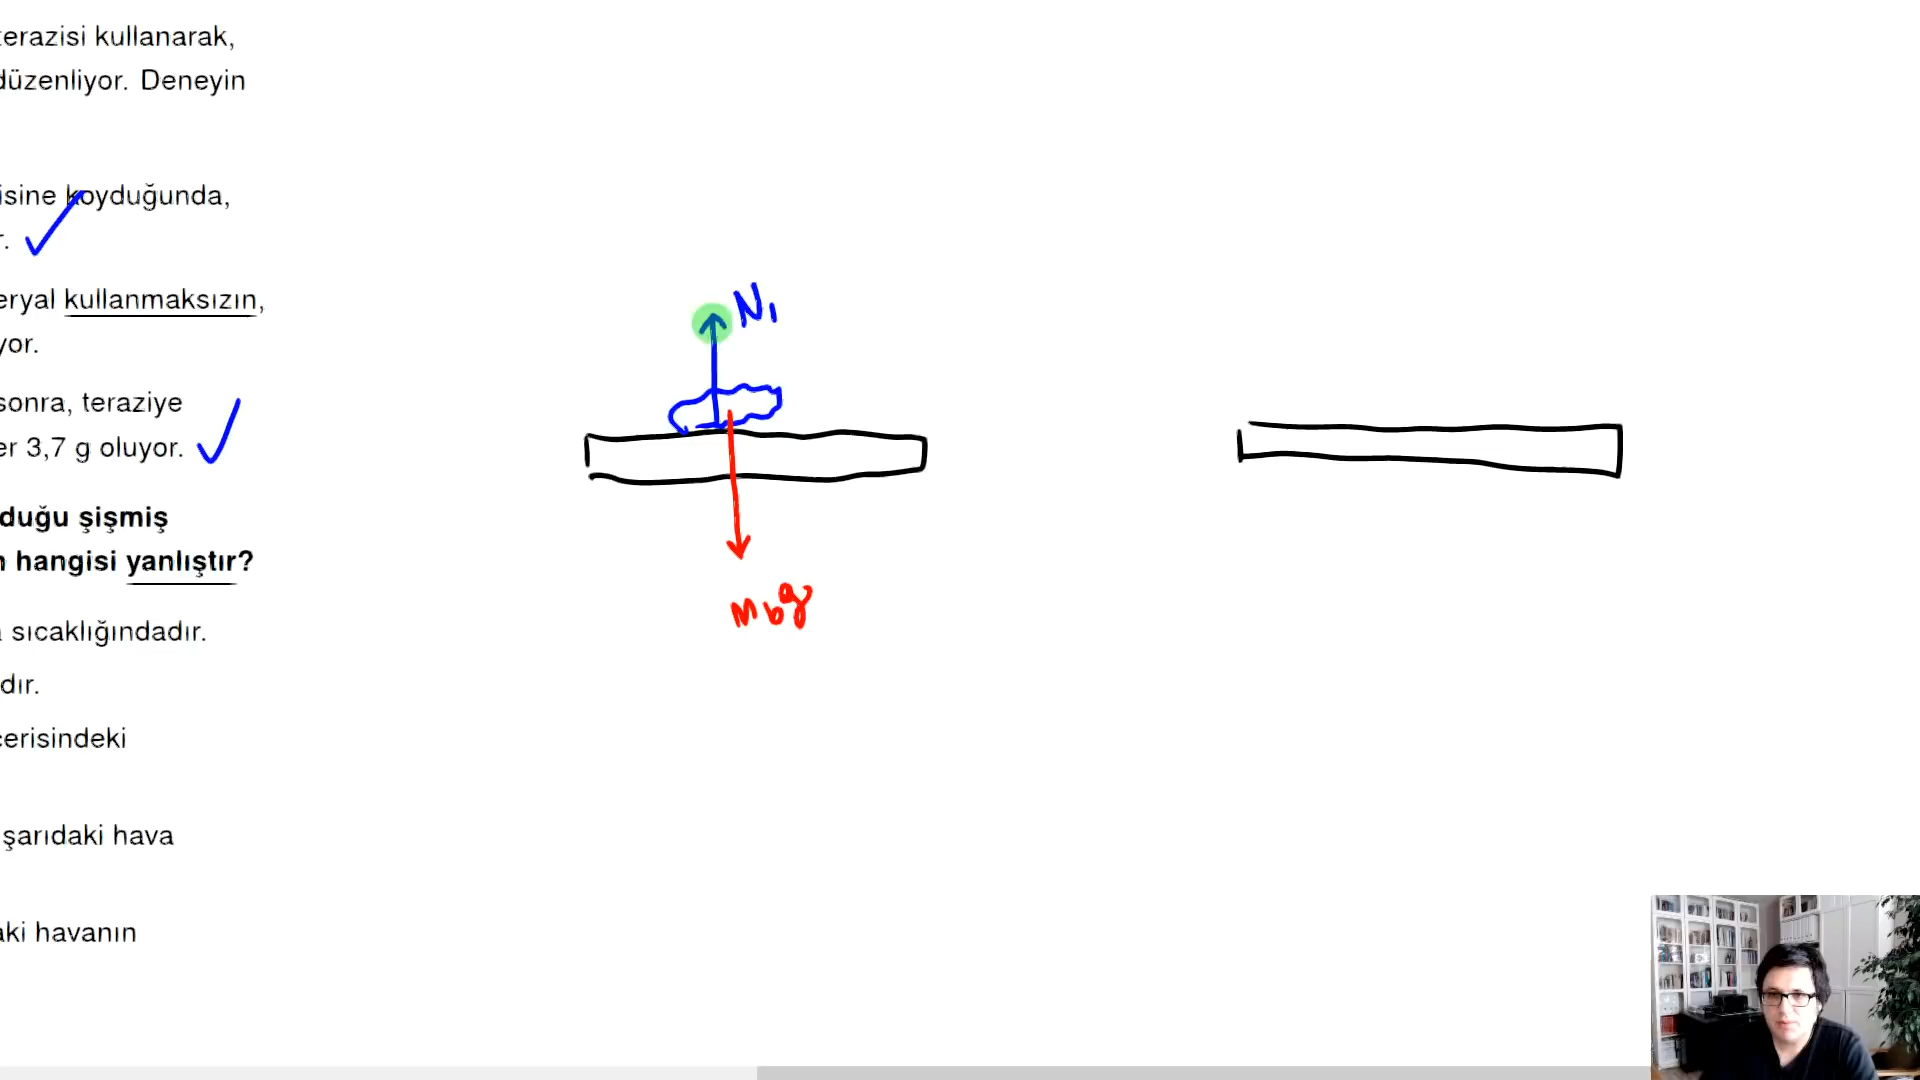 terazisi kullanarak,
düzenliyor. Deneyin
isine koyduğunda,
r.
eryal kullanmaksızın,
yor.
sonra, teraziye
er 3,7 g oluyor.
duğu şişmiş
n hangisi yanlıştır?
a sıcaklığındadır.
dır.
çerisindeki
şarıdaki hava
aki havanın
N₁
m_b g